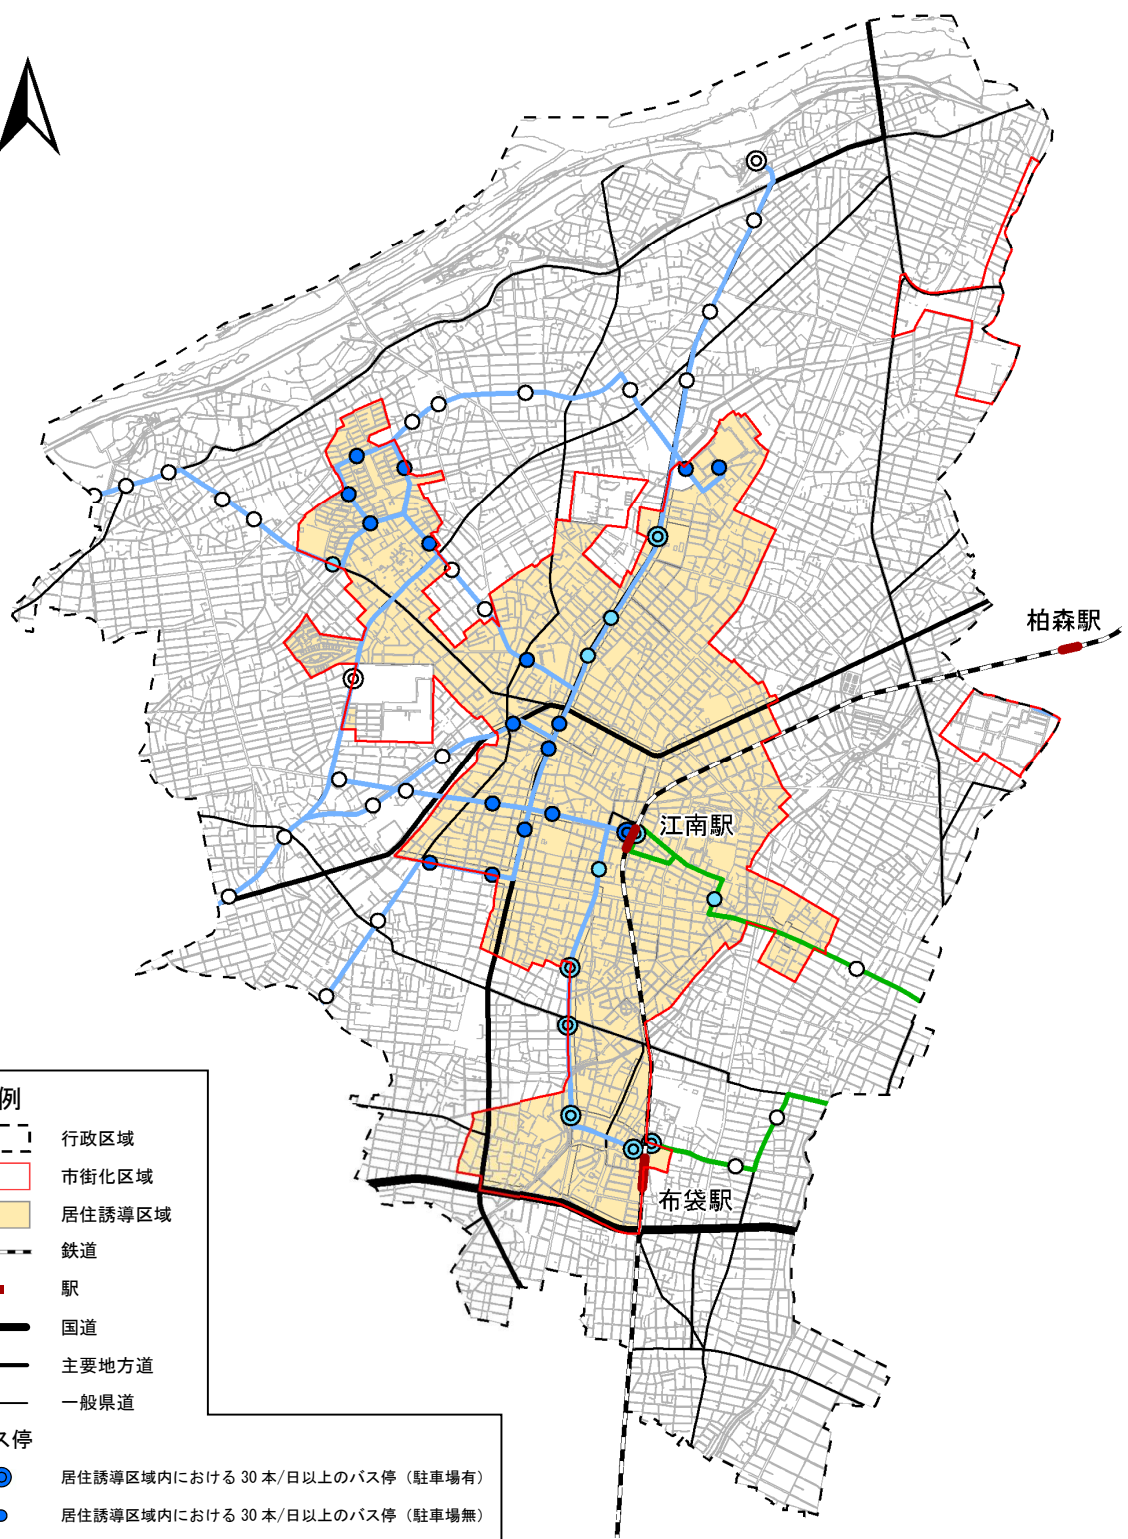 柏森駅
江南駅
布袋駅
例
行政区域
市街化区域
居住誘導区域
鉄道
駅
国道
主要地方道
一般県道
ス停
居住誘導区域内における 30 本/日以上のバス停（駐車場有）
居住誘導区域内における 30 本/日以上のバス停（駐車場無）